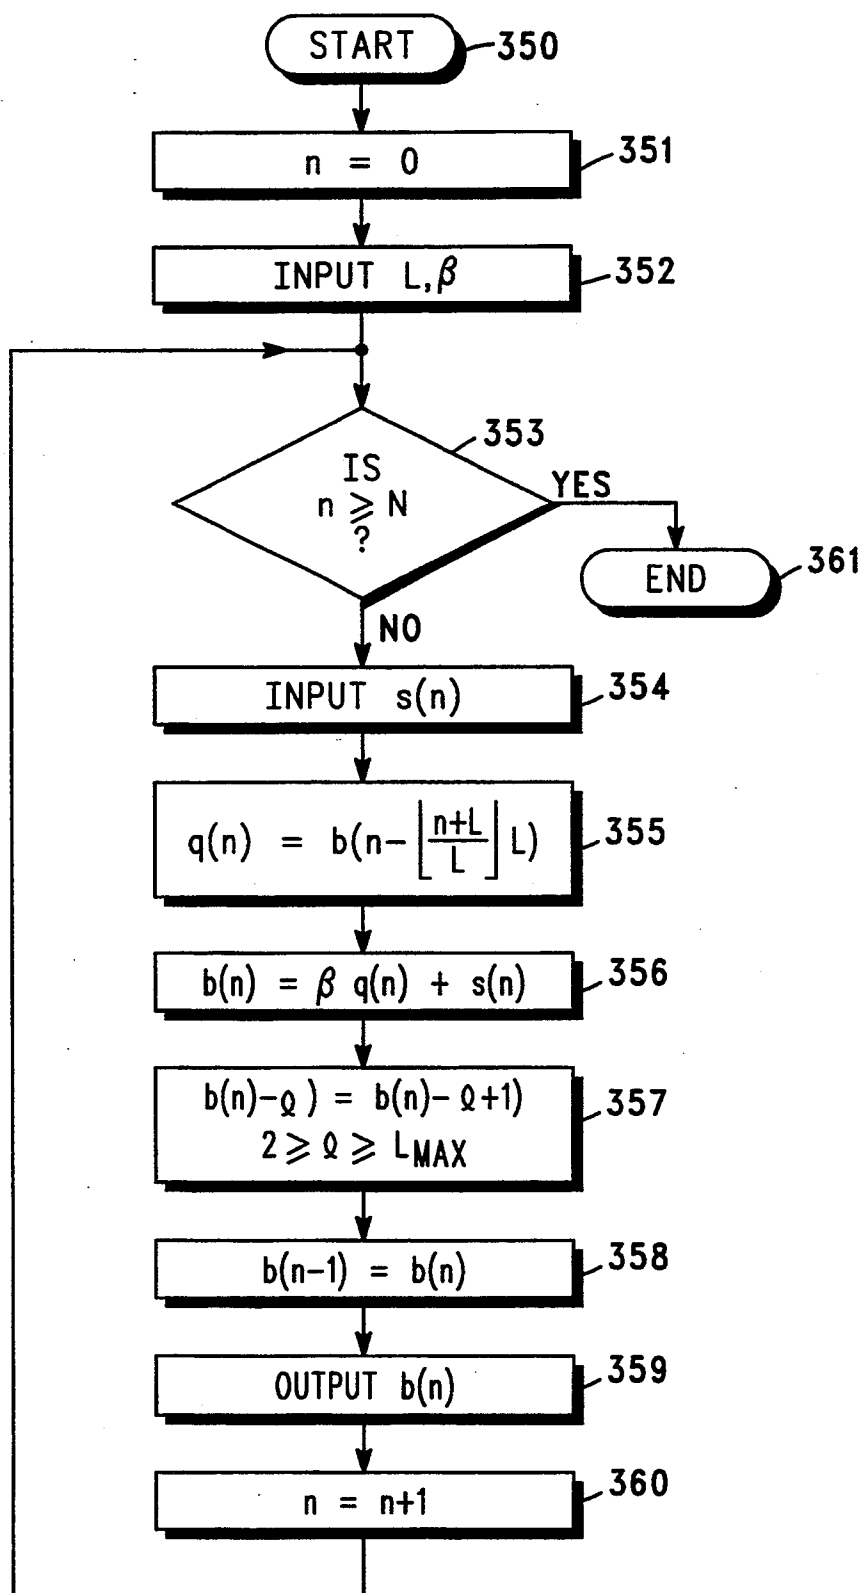 START 350
n = 0 351
INPUT L,β 352
353
IS
n ⩾ N
?
YES
END 361
NO
INPUT s(n) 354
q(n) = b(n-⌊n+L/L⌋L) 355
b(n) = β q(n) + s(n) 356
b(n)-ℓ ) = b(n)- ℓ+1) 357
2 ⩾ ℓ ⩾ LMAX
b(n-1) = b(n) 358
OUTPUT b(n) 359
n = n+1 360